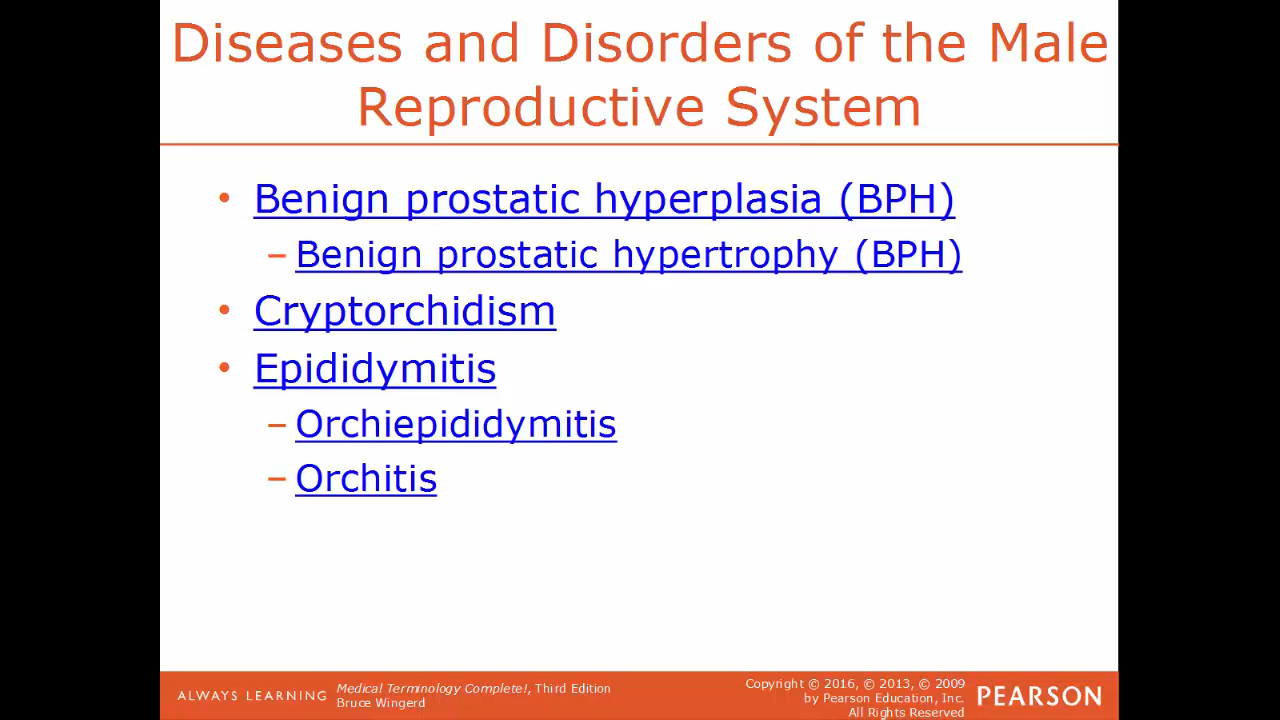 Diseases and Disorders of the Male
Reproductive System
• Benign prostatic hyperplasia (BPH)
– Benign prostatic hypertrophy (BPH)
• Cryptorchidism
• Epididymitis
– Orchiepididymitis
– Orchitis
ALWAYS LEARNING
Medical Terminology Complete!, Third Edition
Bruce Wingerd
Copyright © 2016, © 2013, © 2009
by Pearson Education, Inc.
All Rights Reserved
PEARSON